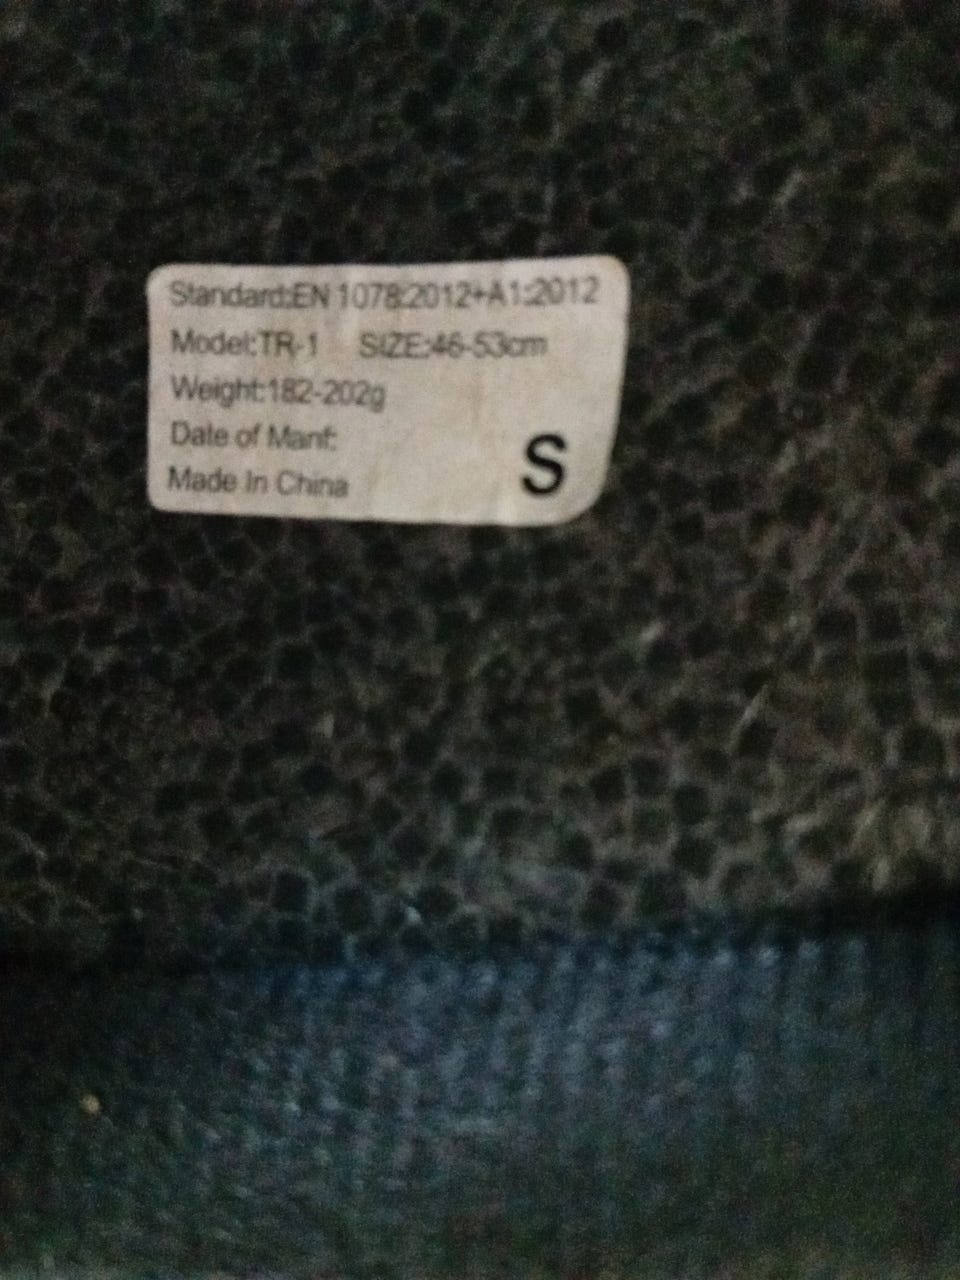 Standard:EN 1078:2012+A1:2012
Model:TR-1 SIZE:46-53cm
Weight:182-202g
Date of Manf:
Made In China
S